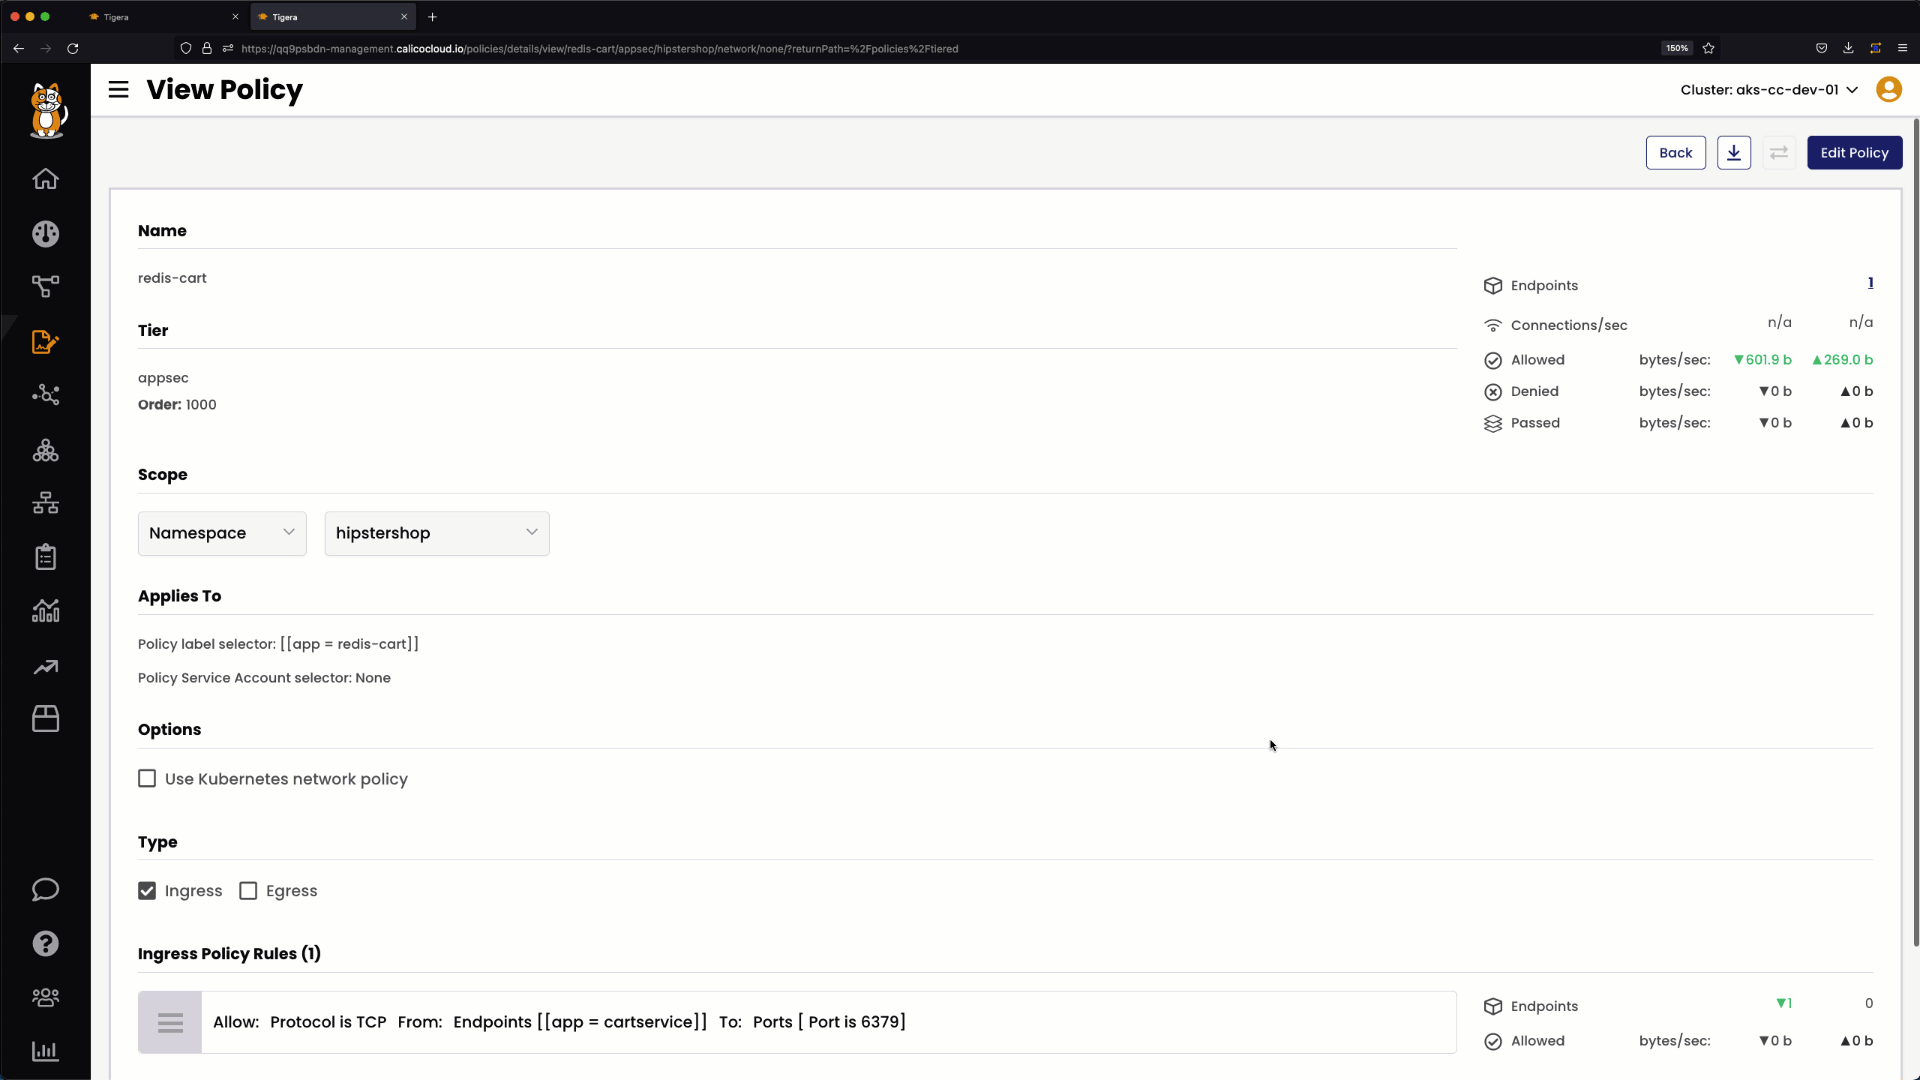 Tigera
Tigera
https://qq9psbdn-management.calicocloud.io/policies/details/view/redis-cart/appsec/hipstershop/network/none/?returnPath=%2Fpolicies%2Ftiered
150%
View Policy
Cluster: aks-cc-dev-01
Back
Edit Policy
Name
redis-cart
Endpoints 1
Connections/sec n/a n/a
Tier
Allowed bytes/sec: ▼601.9 b ▲269.0 b
appsec
Denied bytes/sec: ▼0 b ▲0 b
Order: 1000
Passed bytes/sec: ▼0 b ▲0 b
Scope
Namespace hipstershop
Applies To
Policy label selector: [[app = redis-cart]]
Policy Service Account selector: None
Options
Use Kubernetes network policy
Type
Ingress Egress
Ingress Policy Rules (1)
Allow: Protocol is TCP From: Endpoints [[app = cartservice]] To: Ports [ Port is 6379]
Endpoints ▼1 0
Allowed bytes/sec: ▼0 b ▲0 b